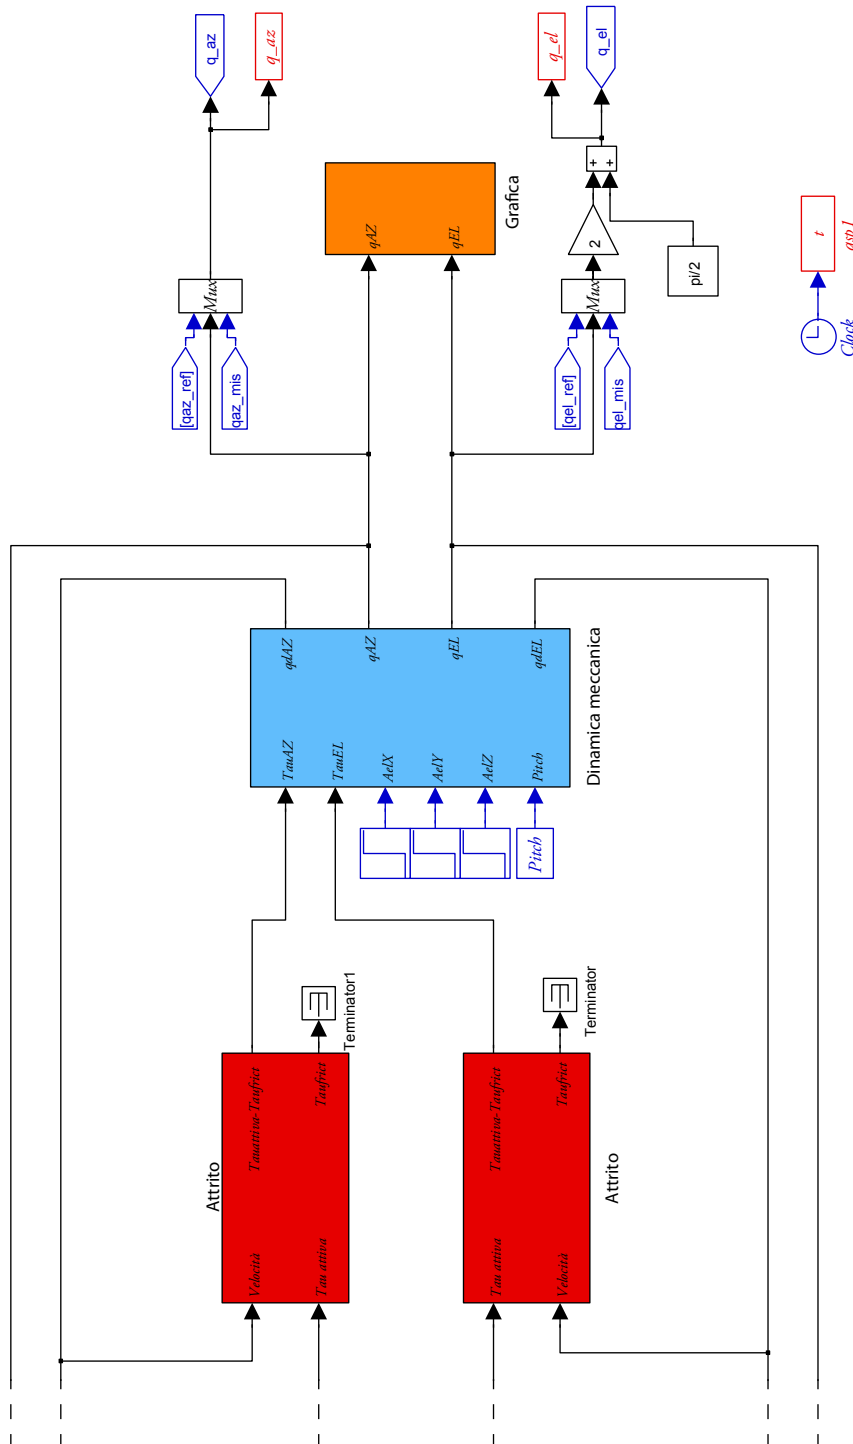 q_az
q_az
q_el
q_el
qAZ
qEL
Grafica
+
+
2
pi/2
t
Clock
Mux
[qaz_ref]
qaz_mis
Mux
[qel_ref]
qel_mis
qdAZ
qAZ
qEL
qdEL
TauAZ
TauEL
AelX
AelY
AelZ
Pitch
Dinamica meccanica
Pitch
Terminator1
Terminator
Attrito
Velocità
Tau attiva
Tauattiva-Taufrict
Taufrict
Attrito
Tau attiva
Velocità
Tauattiva-Taufrict
Taufrict